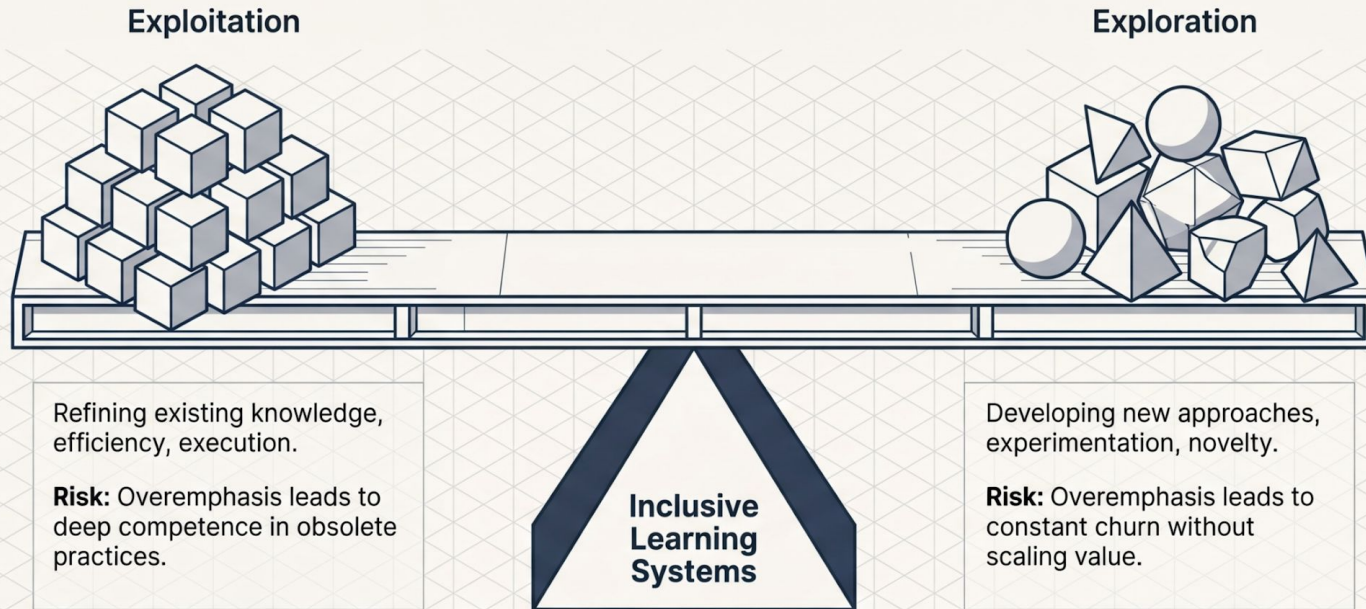 Exploitation
Exploration
Refining existing knowledge,
efficiency, execution.
Risk: Overemphasis leads to
deep competence in obsolete
practices.
Inclusive
Learning
Systems
Developing new approaches,
experimentation, novelty.
Risk: Overemphasis leads to
constant churn without
scaling value.